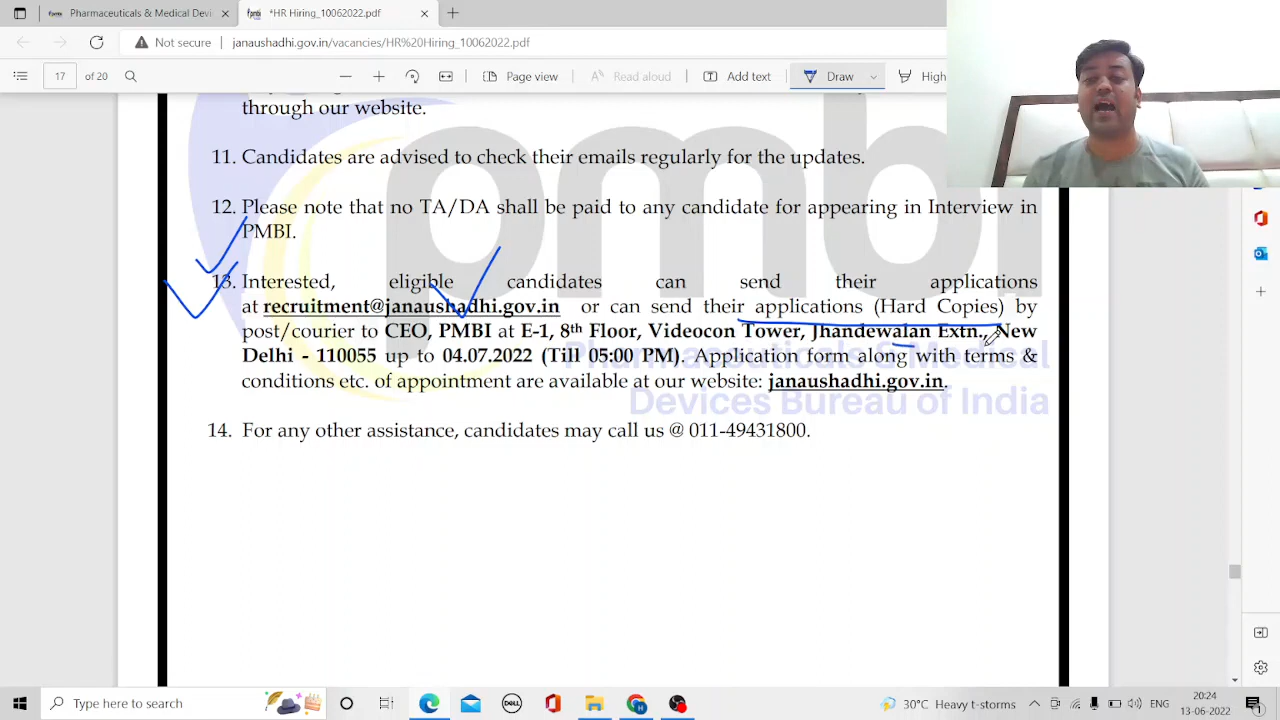 Pharmaceuticals & Medical Devi
*HR Hiring_10062022.pdf
Not secure
janaushadhi.gov.in/vacancies/HR%20Hiring_10062022.pdf
17 of 20
Page view
Read aloud
Add text
Draw
High
through our website.
11. Candidates are advised to check their emails regularly for the updates.
12. Please note that no TA/DA shall be paid to any candidate for appearing in Interview in
PMBI.
13. Interested, eligible candidates can send their applications
at recruitment@janaushadhi.gov.in or can send their applications (Hard Copies) by
post/courier to CEO, PMBI at E-1, 8th Floor, Videocon Tower, Jhandewalan Extn., New
Delhi - 110055 up to 04.07.2022 (Till 05:00 PM). Application form along with terms &
conditions etc. of appointment are available at our website: janaushadhi.gov.in.
14. For any other assistance, candidates may call us @ 011-49431800.
pmbi
Pharmaceuticals & Medical
Devices Bureau of India
Type here to search
DELL
30°C Heavy t-storms
ENG
20:24
13-06-2022